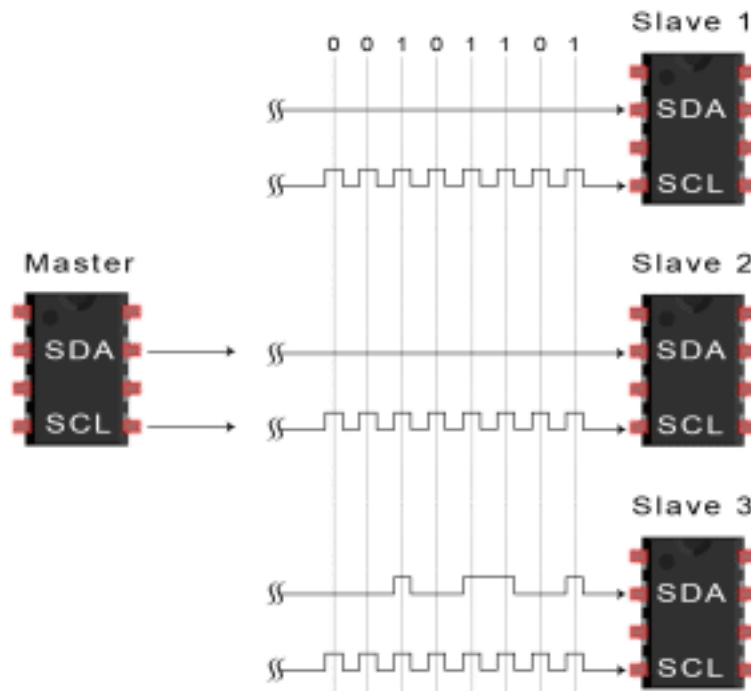 Slave 1
0 0 1 0 1 1 0 1
SDA
SCL
Master
SDA
SCL
Slave 2
SDA
SCL
Slave 3
SDA
SCL